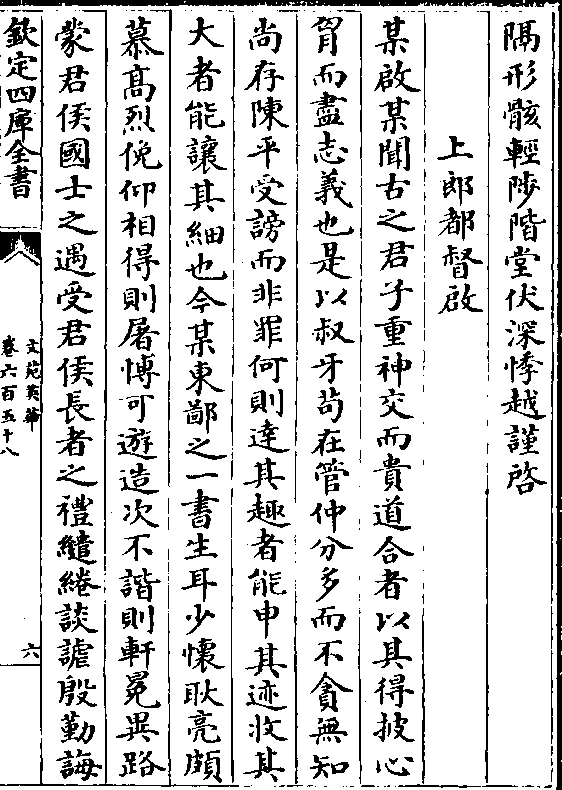 隅形骸輕陟階堂伏深悸越謹啓
上郎都督啟
某啟某聞古之君子重神交而貴道合者以其得披心
胷而盡志義也是以叔牙苟在管仲分多而不貪無知
尚存陳平受謗而非罪何則達其趣者能申其迹收其
大者能讓其細也今某東鄙之一書生耳少懷耿亮頗
慕髙烈俛仰相得則屠博可遊造次不諧則軒冕異路
蒙君侯國士之遇受君侯長者之禮繾綣談謔殷勤誨
欽定四庫全書
文苑英華
卷六百五十八
六